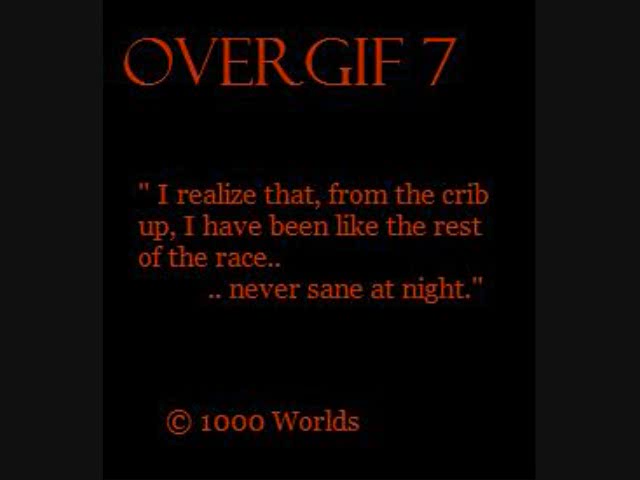 OVERGIF 7
" I realize that, from the crib
up, I have been like the rest
of the race..
.. never sane at night."
© 1000 Worlds